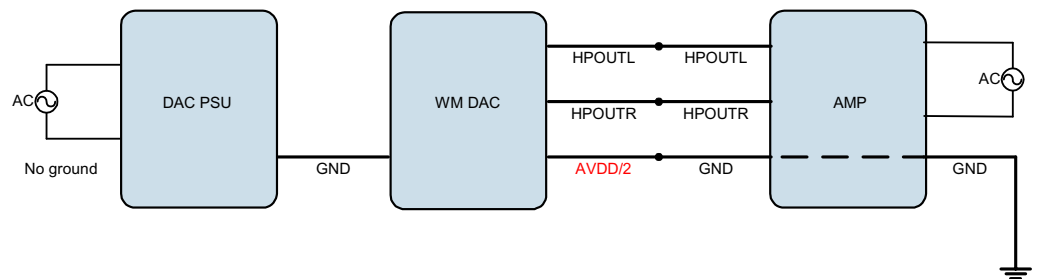 HPOUTL
HPOUTL
AC
DAC PSU
WM DAC
AMP
AC
HPOUTR
HPOUTR
No ground
GND
AVDD/2
GND
GND